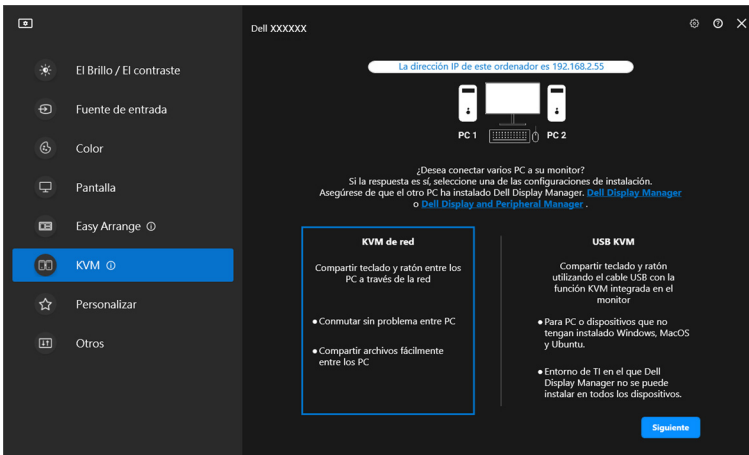 Dell XXXXXX
El Brillo / El contraste
Fuente de entrada
Color
Pantalla
Easy Arrange
KVM
Personalizar
Otros
La dirección IP de este ordenador es 192.168.2.55
PC 1
PC 2
¿Desea conectar varios PC a su monitor?
Si la respuesta es sí, seleccione una de las configuraciones de instalación.
Asegúrese de que el otro PC ha instalado Dell Display Manager. Dell Display Manager
o Dell Display and Peripheral Manager .
KVM de red
Compartir teclado y ratón entre los
PC a través de la red
● Conmutar sin problema entre PC
● Compartir archivos fácilmente
entre los PC
USB KVM
Compartir teclado y ratón
utilizando el cable USB con la
función KVM integrada en el
monitor
● Para PC o dispositivos que no
tengan instalado Windows, MacOS
y Ubuntu.
● Entorno de TI en el que Dell
Display Manager no se puede
instalar en todos los dispositivos.
Siguiente